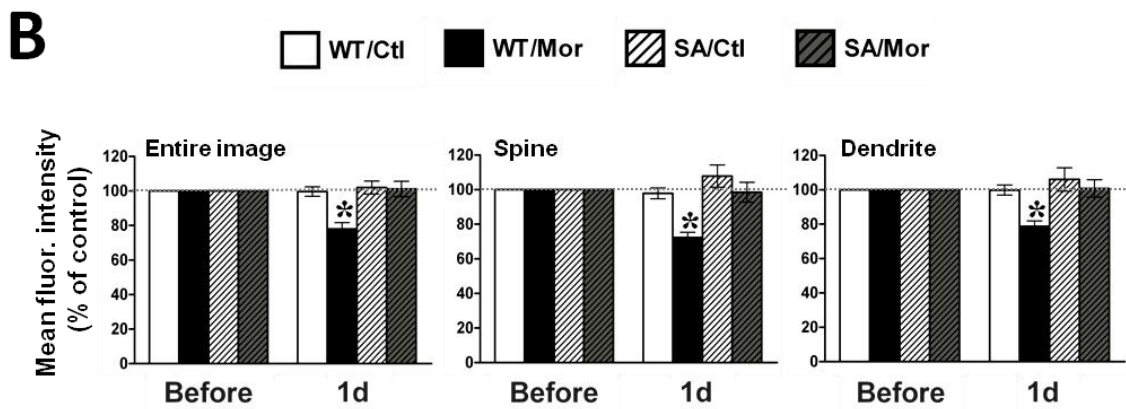 B
WT/Ctl WT/Mor SA/Ctl SA/Mor
Mean fluor. intensity
(% of control)
Entire image
120
100
80
60
40
20
0
*
Before 1d
Spine
120
100
80
60
40
20
0
*
Before 1d
Dendrite
120
100
80
60
40
20
0
*
Before 1d